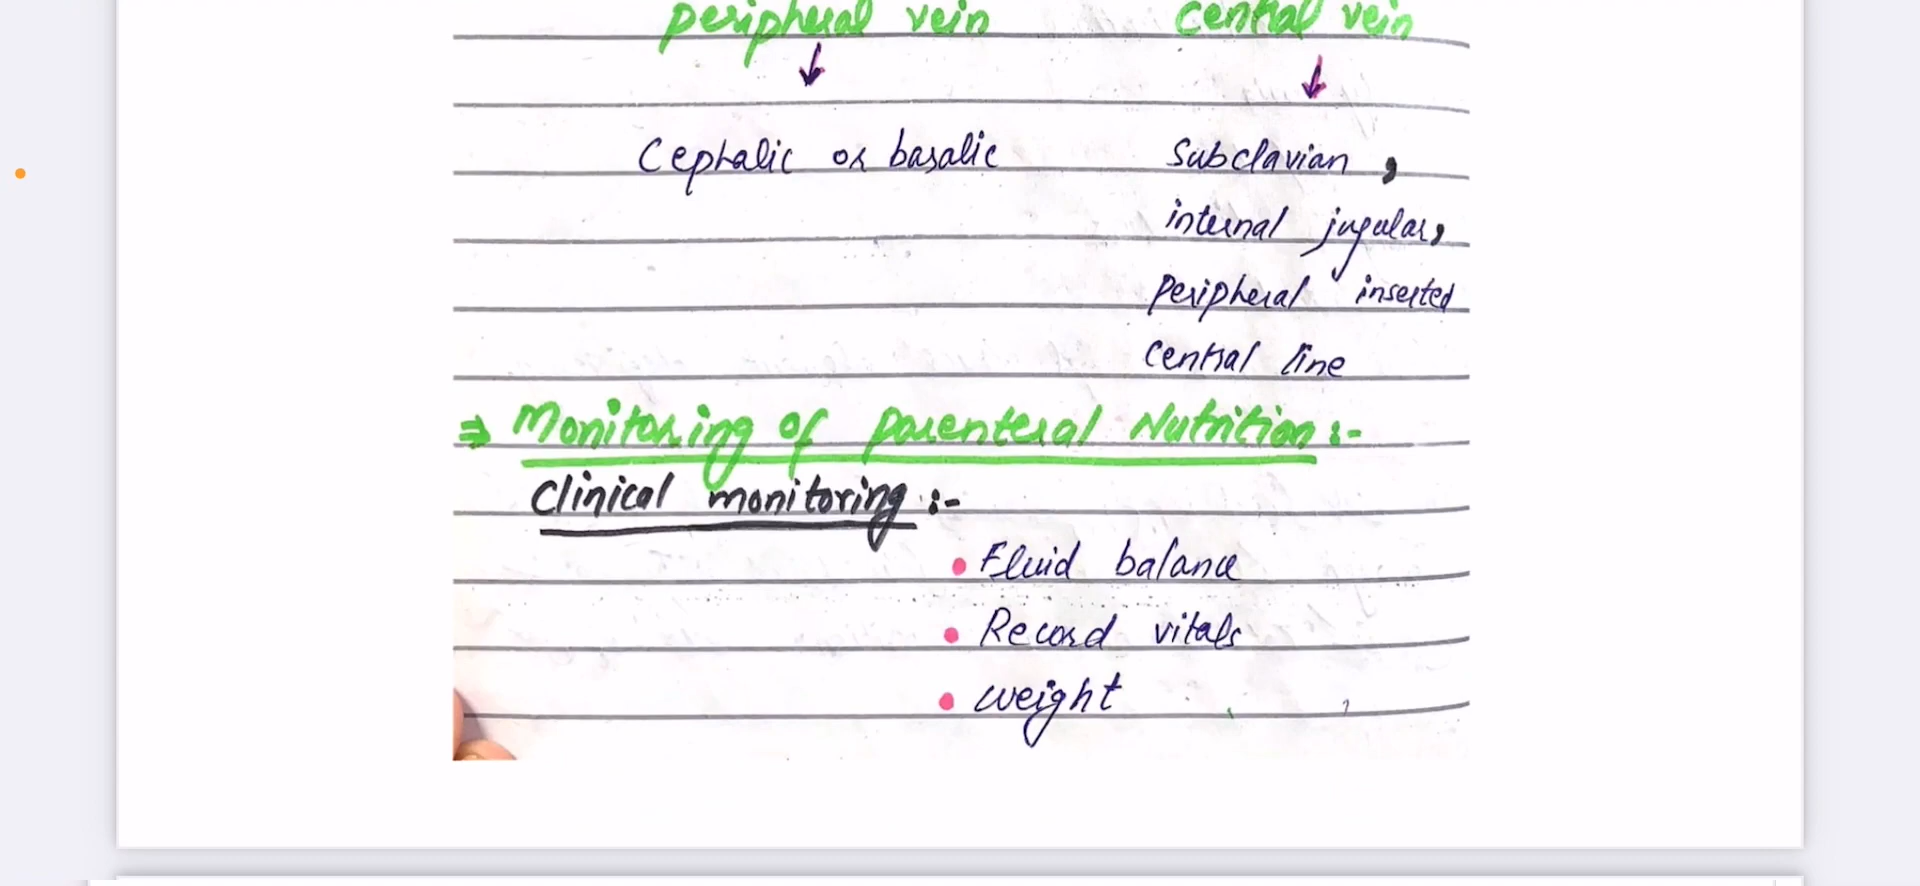 peripheral vein central vein
↓ ↓
Cephalic or basalic Subclavian,
internal jugular,
peripheral inserted
central line
⇒ Monitoring of parenteral Nutrition :-
Clinical monitoring :-
• Fluid balance
• Record vitals
• weight